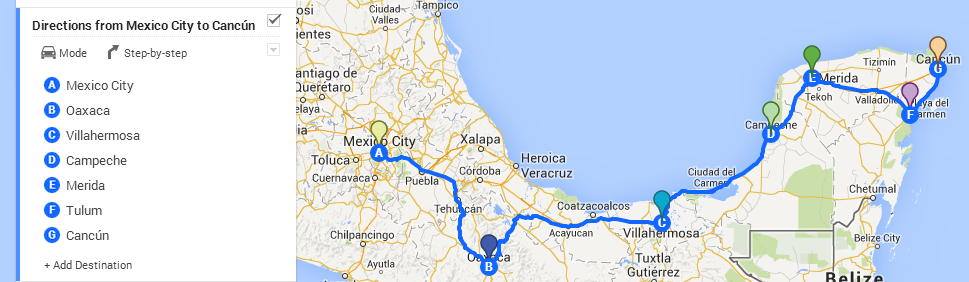 Directions from Mexico City to Cancún
Mode
Step-by-step
A Mexico City
B Oaxaca
C Villahermosa
D Campeche
E Merida
F Tulum
G Cancún
+ Add Destination
Ciudad
Valles
Tampico
Santiago de
Querétaro
Mexico City
A
Toluca
Cuernavaca
Puebla
Xalapa
Córdoba
Heroica
Veracruz
Tehuacán
Chilpancingo
Ayutla
Oaxaca
B
Coatzacoalcos
Acayucan
C
Villahermosa
Tuxtla
Gutiérrez
Ciudad del
Carmen
Campeche
D
E
Merida
Tekoh
Tizimín
Valladolid
Cancún
G
Playa del
Carmen
F
Chetumal
Belize City
Belize